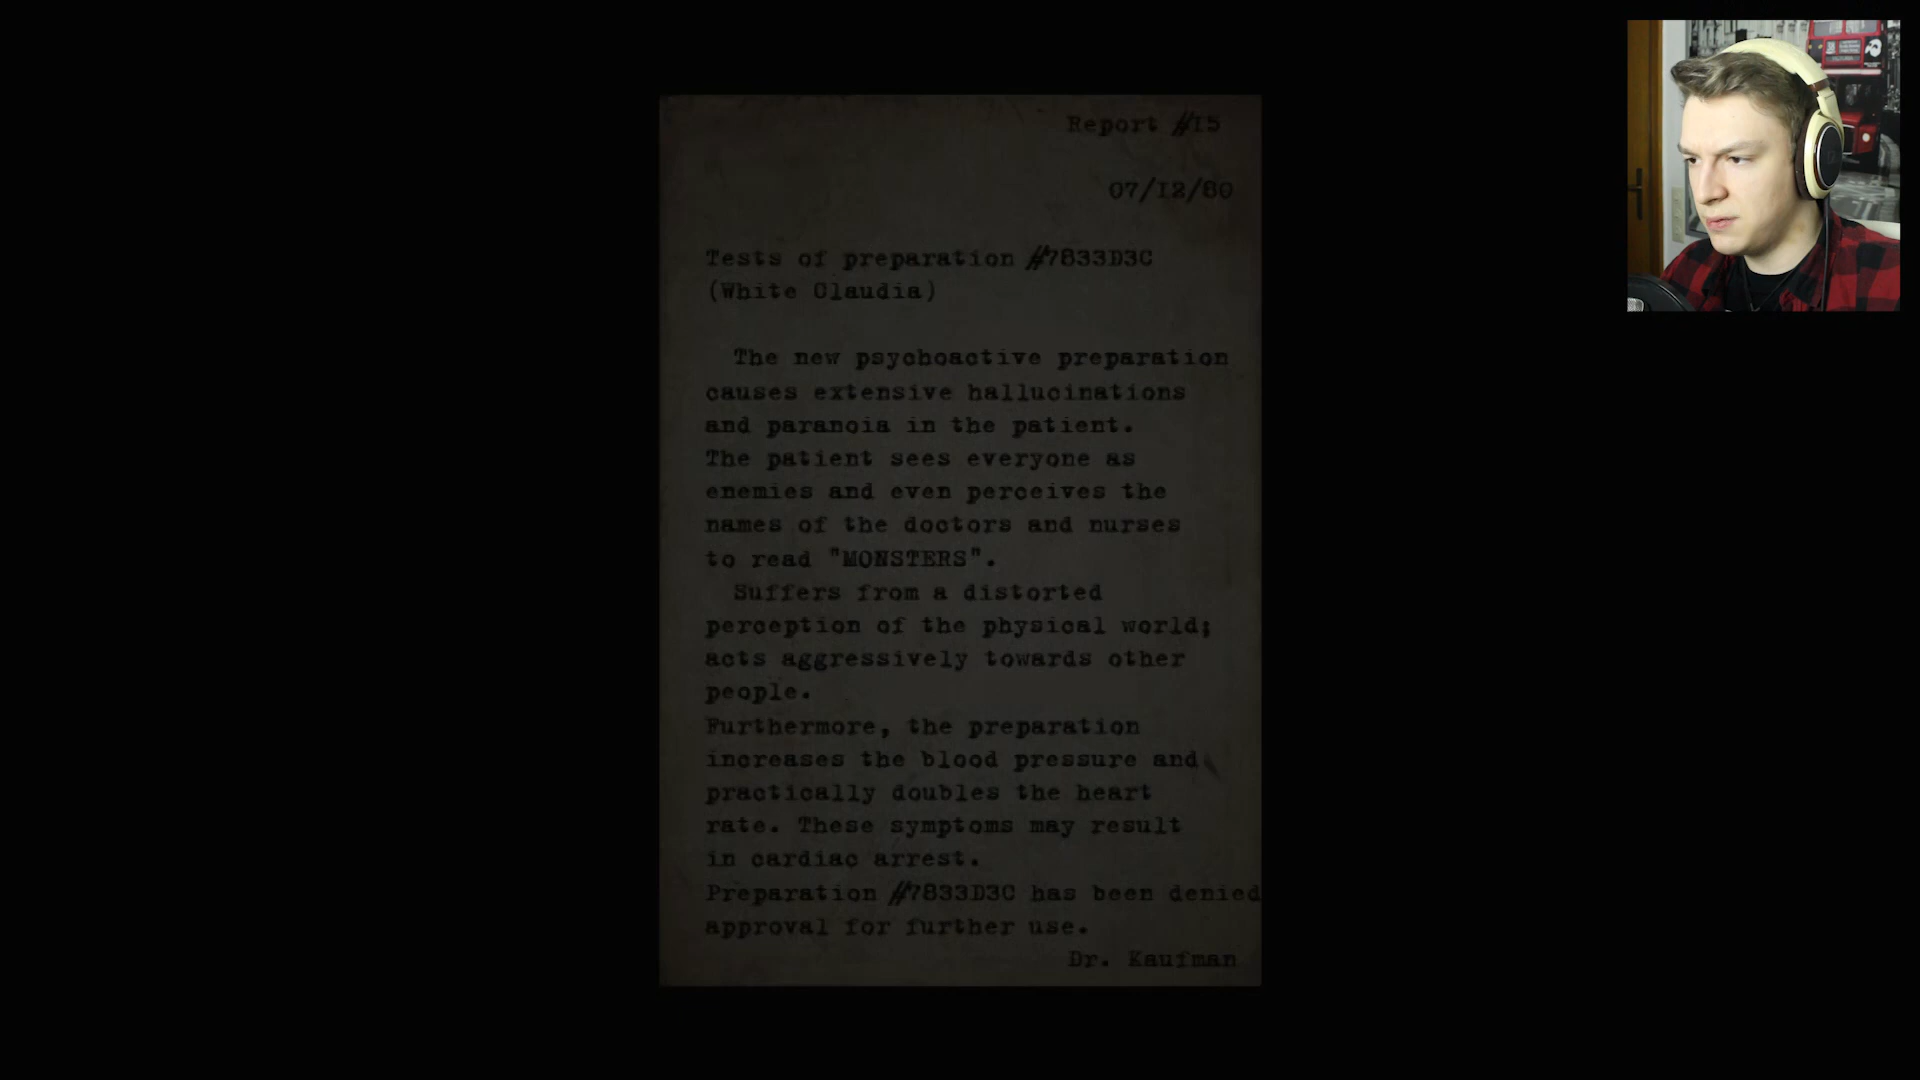 Report #15
07/12/80
Tests of preparation #7833D3C
(White Claudia)
The new psychoactive preparation
causes extensive hallucinations
and paranoia in the patient.
The patient sees everyone as
enemies and even perceives the
names of the doctors and nurses
to read "MONSTERS".
Suffers from a distorted
perception of the physical world;
acts aggressively towards other
people.
Furthermore, the preparation
increases the blood pressure and
practically doubles the heart
rate. These symptoms may result
in cardiac arrest.
Preparation #7833D3C has been denied
approval for further use.
Dr. Kaufman